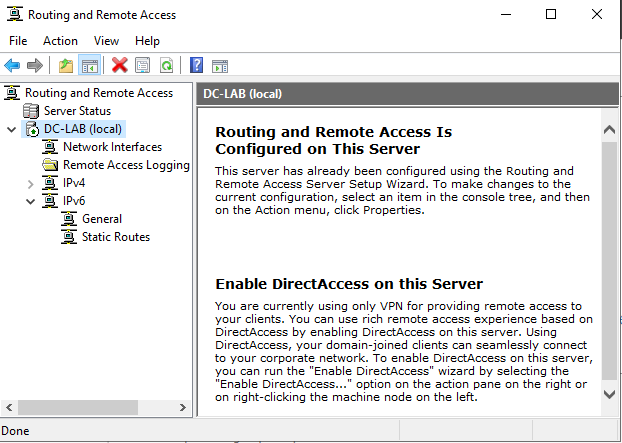 Routing and Remote Access
File Action View Help
Routing and Remote Access
Server Status
DC-LAB (local)
Network Interfaces
Remote Access Logging
IPv4
IPv6
General
Static Routes
DC-LAB (local)
Routing and Remote Access Is
Configured on This Server
This server has already been configured using the Routing and
Remote Access Server Setup Wizard. To make changes to the
current configuration, select an item in the console tree, and then
on the Action menu, click Properties.
Enable DirectAccess on this Server
You are currently using only VPN for providing remote access to
your clients. You can use rich remote access experience based on
DirectAccess by enabling DirectAccess on this server. Using
DirectAccess, your domain-joined clients can seamlessly connect
to your corporate network. To enable DirectAccess on this server,
you can run the "Enable DirectAccess" wizard by selecting the
"Enable DirectAccess..." option on the action pane on the right or
on right-clicking the machine node on the left.
Done